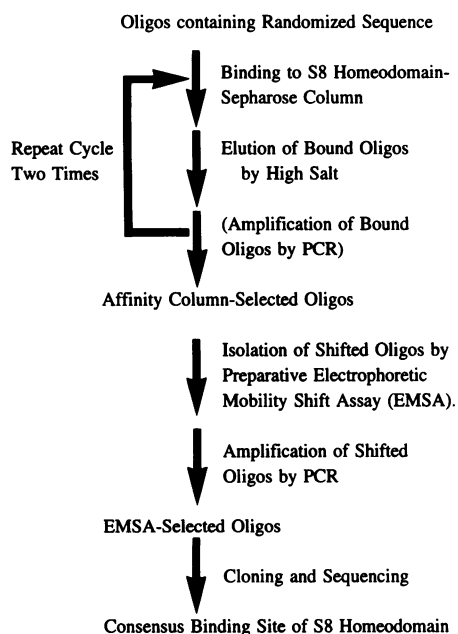 Oligos containing Randomized Sequence
Binding to S8 Homeodomain-
Sepharose Column
Repeat Cycle
Two Times
Elution of Bound Oligos
by High Salt
(Amplification of Bound
Oligos by PCR)
Affinity Column-Selected Oligos
Isolation of Shifted Oligos by
Preparative Electrophoretic
Mobility Shift Assay (EMSA).
Amplification of Shifted
Oligos by PCR
EMSA-Selected Oligos
Cloning and Sequencing
Consensus Binding Site of S8 Homeodomain